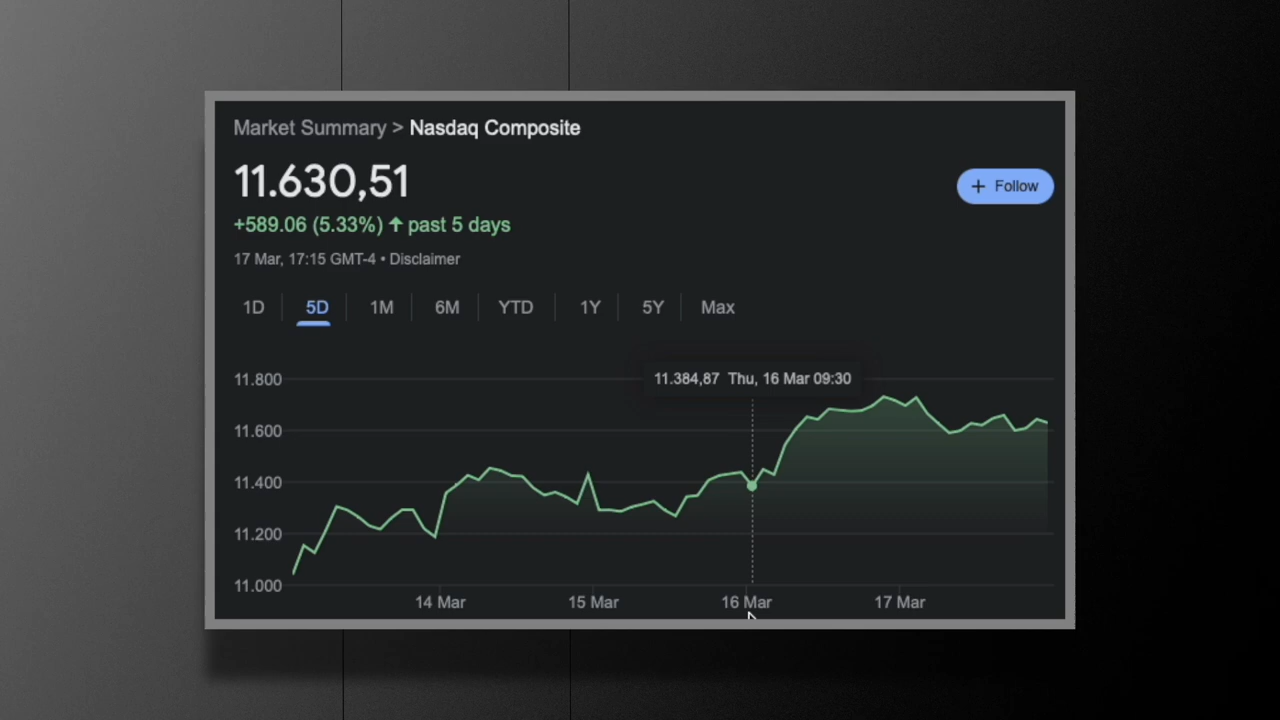 Market Summary > Nasdaq Composite
11.630,51
+ Follow
+589.06 (5.33%) ↑ past 5 days
17 Mar, 17:15 GMT-4 • Disclaimer
1D 5D 1M 6M YTD 1Y 5Y Max
11.384,87 Thu, 16 Mar 09:30
11.800
11.600
11.400
11.200
11.000
14 Mar 15 Mar 16 Mar 17 Mar